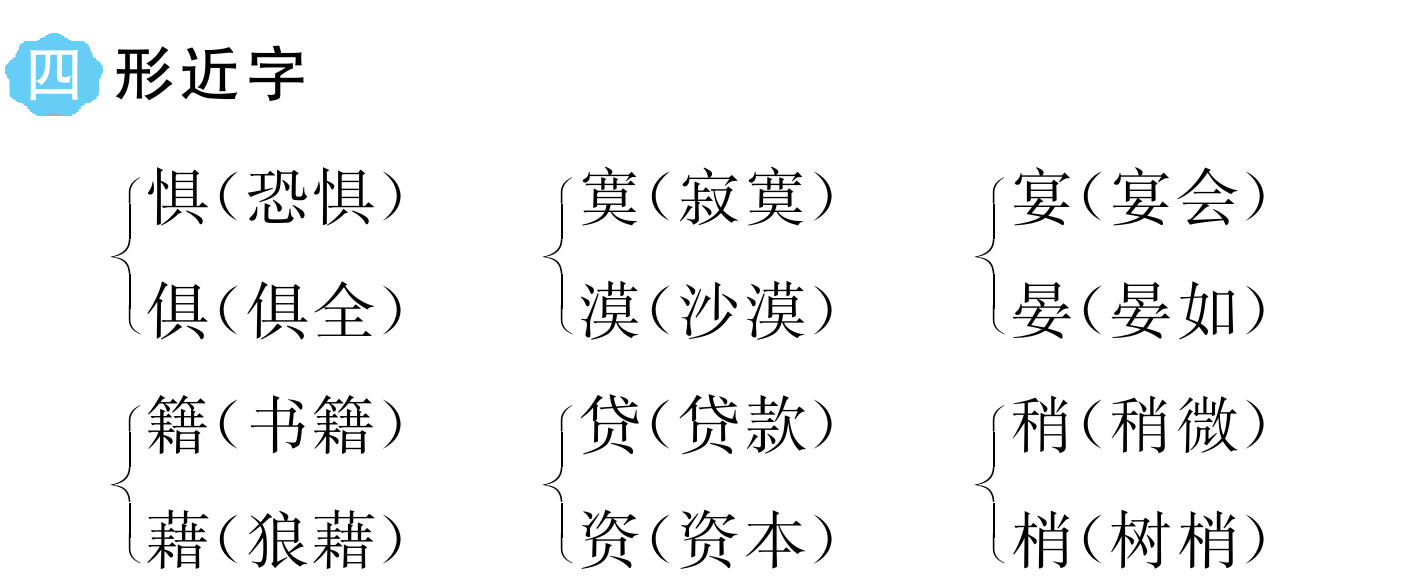 四 形近字
惧(恐惧) 寞(寂寞) 宴(宴会)
俱(俱全) 漠(沙漠) 晏(晏如)
籍(书籍) 贷(贷款) 稍(稍微)
藉(狼藉) 资(资本) 梢(树梢)